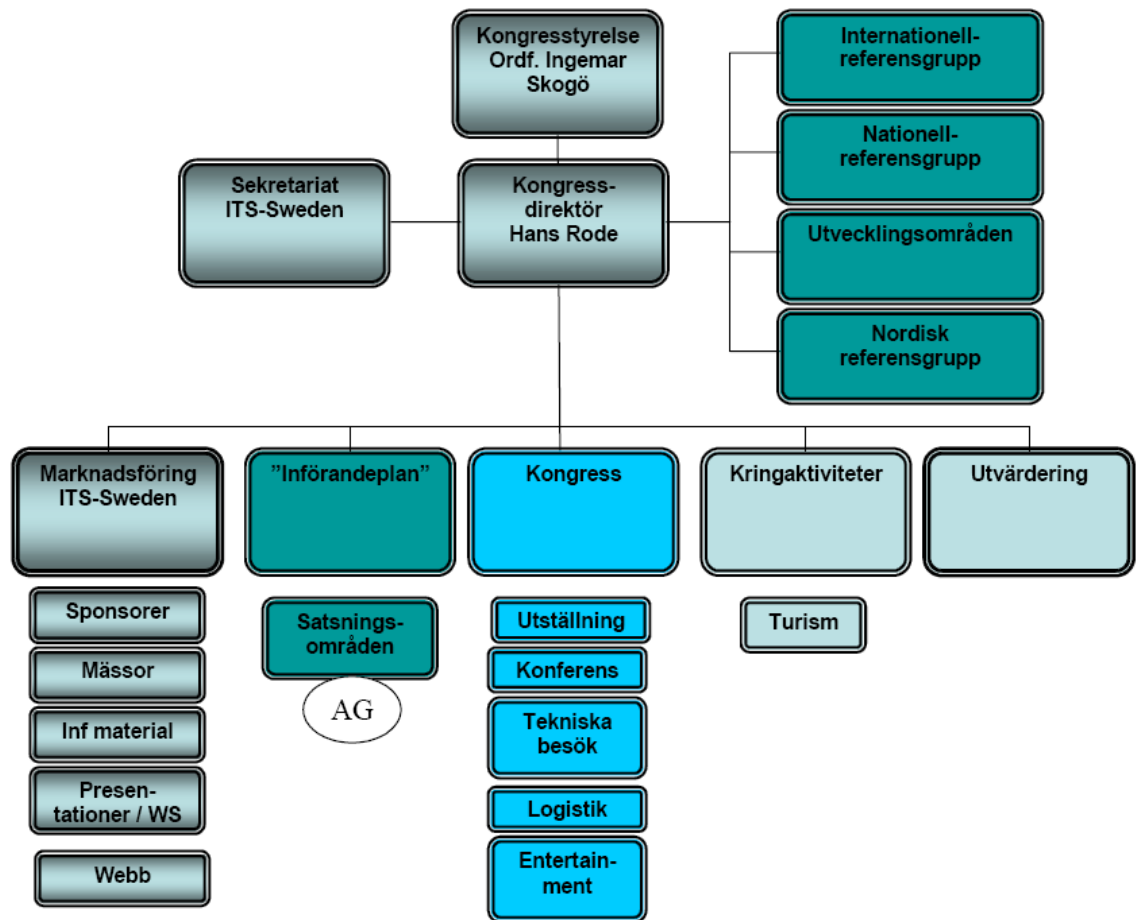 Kongresstyrelse
Ordf. Ingemar
Skogö
Internationell-
referensgrupp
Nationell-
referensgrupp
Sekretariat
ITS-Sweden
Kongress-
direktör
Hans Rode
Utvecklingsområden
Nordisk
referensgrupp
Marknadsföring
ITS-Sweden
”Införandeplan”
Kongress
Kringaktiviteter
Utvärdering
Sponsorer
Mässor
Inf material
Presen-
tationer / WS
Webb
Satsnings-
områden
AG
Utställning
Konferens
Tekniska
besök
Logistik
Entertain-
ment
Turism